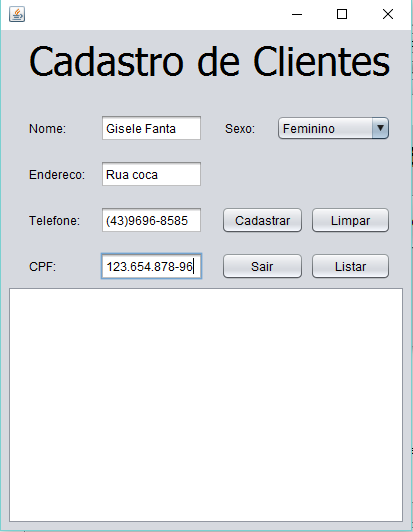 Cadastro de Clientes
Nome: Gisele Fanta Sexo: Feminino
Endereco: Rua coca
Telefone: (43)9696-8585 Cadastrar Limpar
CPF: 123.654.878-96 Sair Listar